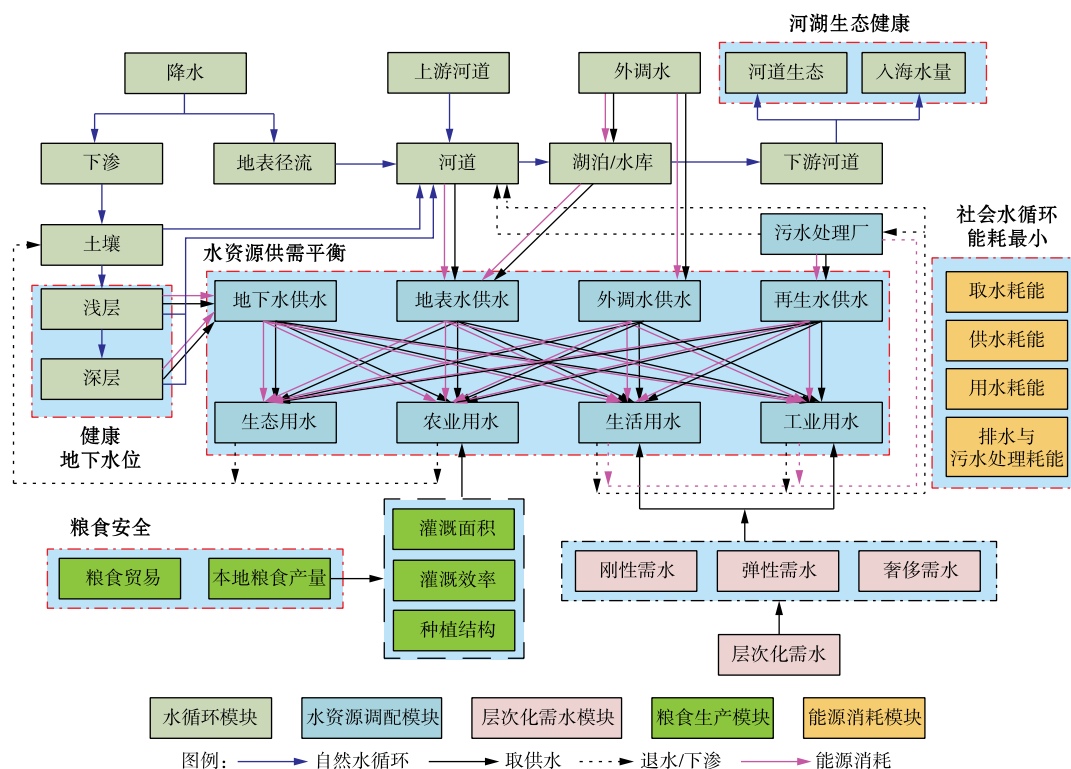 河湖生态健康
降水
上游河道
外调水
河道生态
入海水量
下渗
地表径流
河道
湖泊/水库
下游河道
社会水循环
能耗最小
土壤
水资源供需平衡
污水处理厂
浅层
地下水供水
地表水供水
外调水供水
再生水供水
取水耗能
供水耗能
深层
用水耗能
生态用水
农业用水
生活用水
工业用水
排水与
污水处理耗能
健康
地下水位
粮食安全
灌溉面积
粮食贸易
本地粮食产量
灌溉效率
刚性需水
弹性需水
奢侈需水
种植结构
层次化需水
水循环模块
水资源调配模块
层次化需水模块
粮食生产模块
能源消耗模块
图例：
自然水循环
取供水
退水/下渗
能源消耗